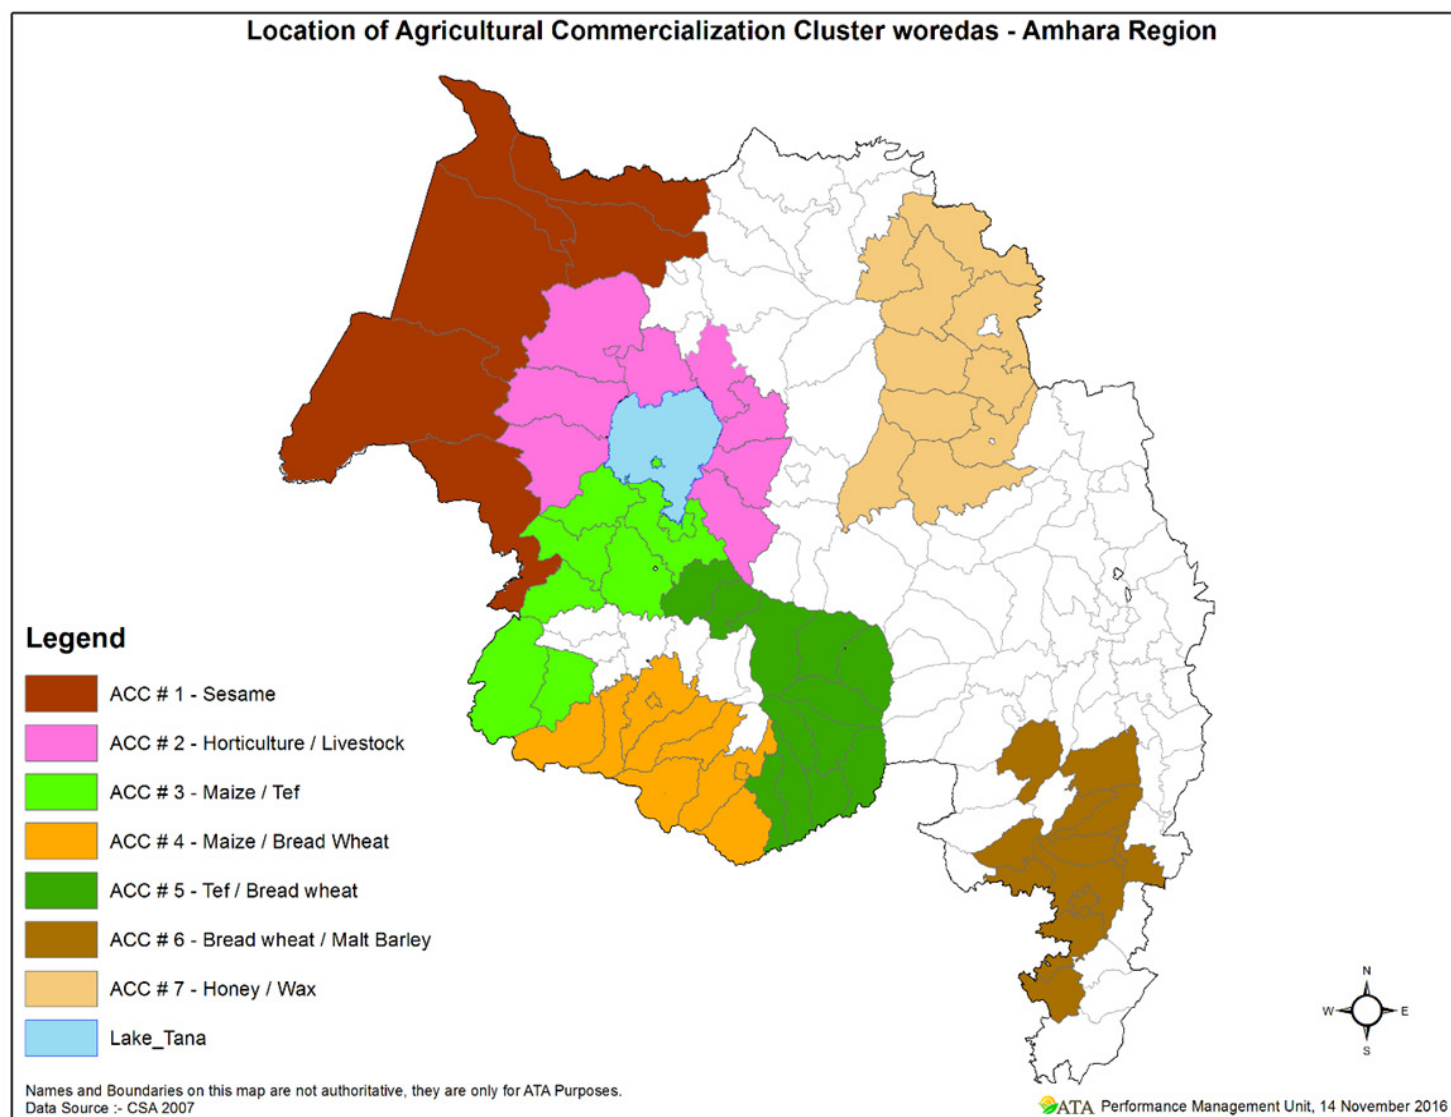 Location of Agricultural Commercialization Cluster woredas - Amhara Region
Legend
ACC # 1 - Sesame
ACC # 2 - Horticulture / Livestock
ACC # 3 - Maize / Tef
ACC # 4 - Maize / Bread Wheat
ACC # 5 - Tef / Bread wheat
ACC # 6 - Bread wheat / Malt Barley
ACC # 7 - Honey / Wax
Lake_Tana
N
W E
S
Names and Boundaries on this map are not authoritative, they are only for ATA Purposes.
Data Source :- CSA 2007
ATA Performance Management Unit, 14 November 2016